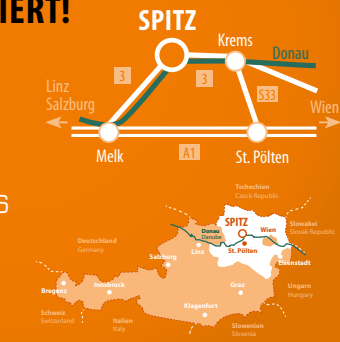 IERT!
SPITZ
Krems
Donau
3
3
S33
Linz
Salzburg
Wien
Melk
A1
St. Pölten
6
Tschechien
Czeck Republic
SPITZ
Donau
Danube
Wien
Slowakei
Slovak Republic
Deutschland
Germany
Linz
St. Pölten
Salzburg
Eisenstadt
Bregenz
Innsbruck
Graz
Ungarn
Hungary
Klagenfurt
Schweiz
Switzerland
Italien
Italy
Slowenien
Slovenia